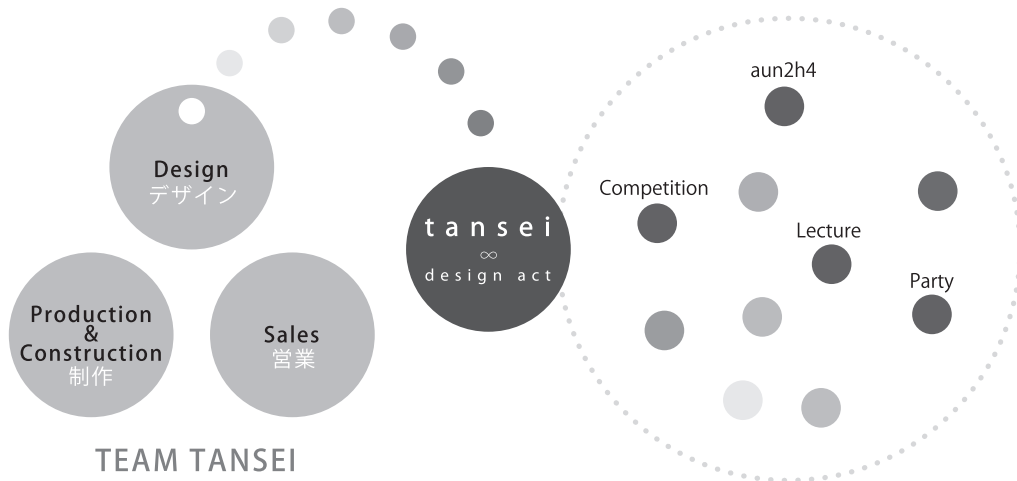 Design
デザイン
Production
&
Construction
制作
Sales
営業
TEAM TANSEI
tansei
∞
design act
aun2h4
Competition
Lecture
Party